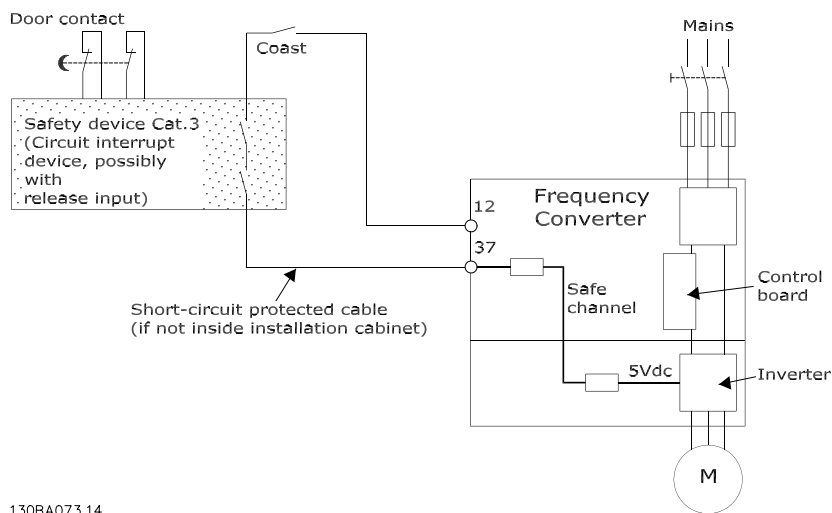 Door contact
Mains
Coast
Safety device Cat.3
(Circuit interrupt
device, possibly
with
release input)
12
Frequency
Converter
37
Safe
channel
Control
board
Short-circuit protected cable
(if not inside installation cabinet)
5Vdc
Inverter
M
130BA073.14